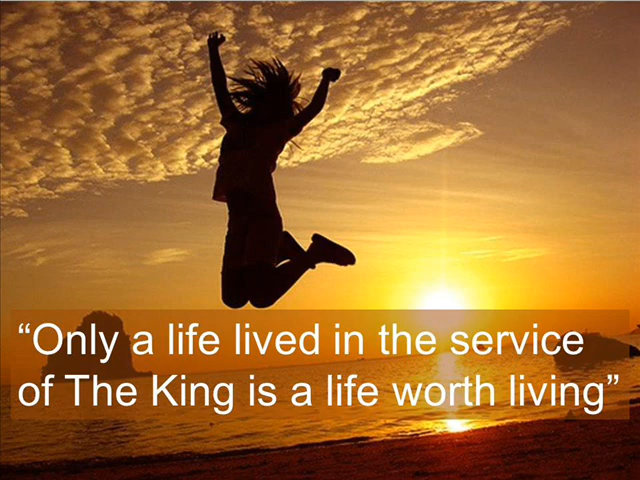 “Only a life lived in the service
of The King is a life worth living”